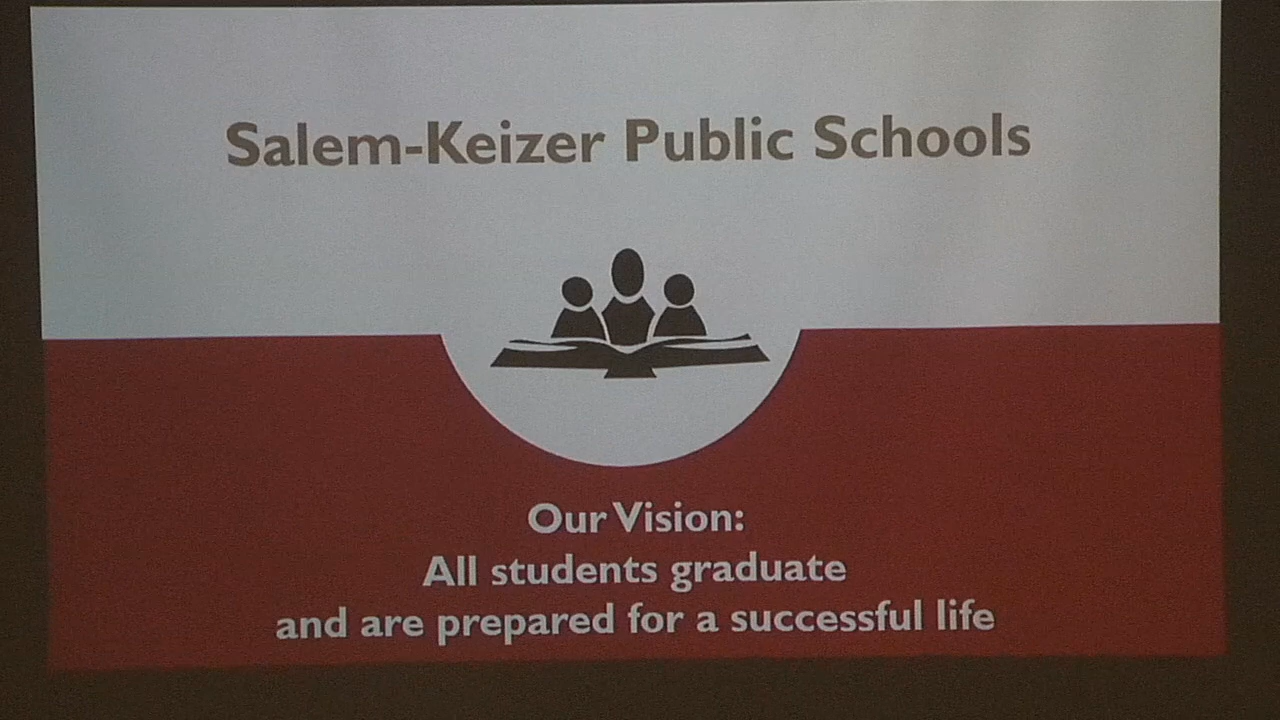 Salem-Keizer Public Schools
Our Vision:
All students graduate
and are prepared for a successful life